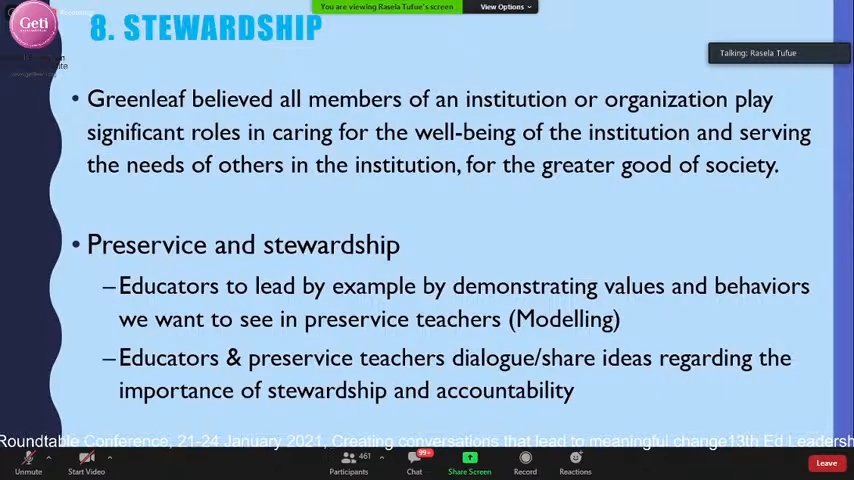 You are viewing Rasela Tufue's screen
View Options
Geti
8. STEWARDSHIP
Talking: Rasela Tufue
• Greenleaf believed all members of an institution or organization play
significant roles in caring for the well-being of the institution and serving
the needs of others in the institution, for the greater good of society.
• Preservice and stewardship
–Educators to lead by example by demonstrating values and behaviors
we want to see in preservice teachers (Modelling)
–Educators & preservice teachers dialogue/share ideas regarding the
importance of stewardship and accountability
Roundtable Conference, 21-24 January 2021, Creating conversations that lead to meaningful change13th Ed Leadersh
Unmute
Start Video
461
Participants
99+
Chat
Share Screen
Record
Reactions
Leave